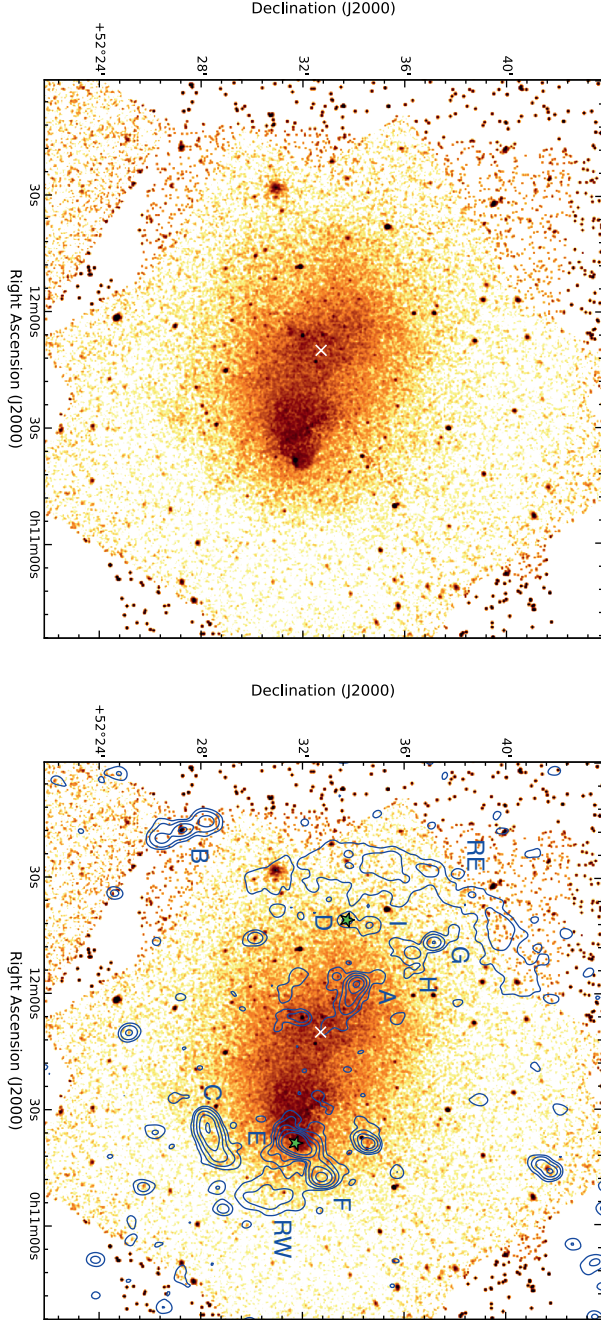 Declination (J2000)
+52°24'
28'
32'
36'
40'
30s
12m00s
30s
0h11m00s
Right Ascension (J2000)
Declination (J2000)
+52°24'
28'
32'
36'
40'
30s
12m00s
30s
0h11m00s
Right Ascension (J2000)
RE
B
D
I
G
H
A
C
E
F
RW